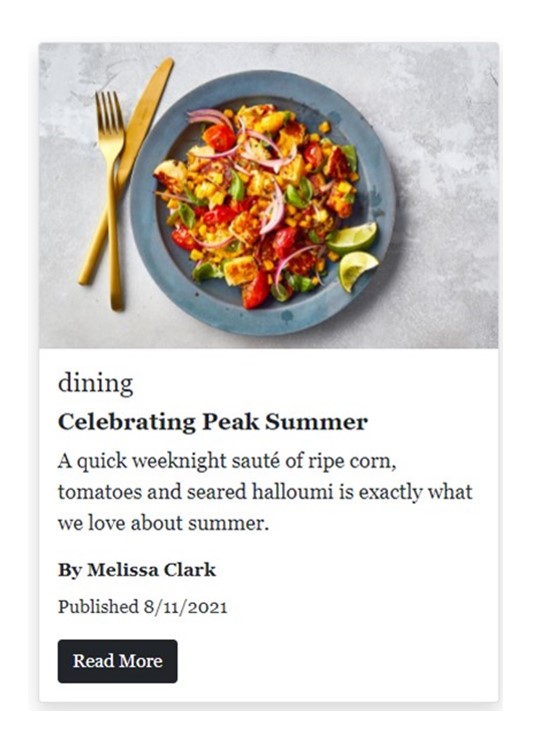 dining
Celebrating Peak Summer
A quick weeknight sauté of ripe corn,
tomatoes and seared halloumi is exactly what
we love about summer.
By Melissa Clark
Published 8/11/2021
Read More